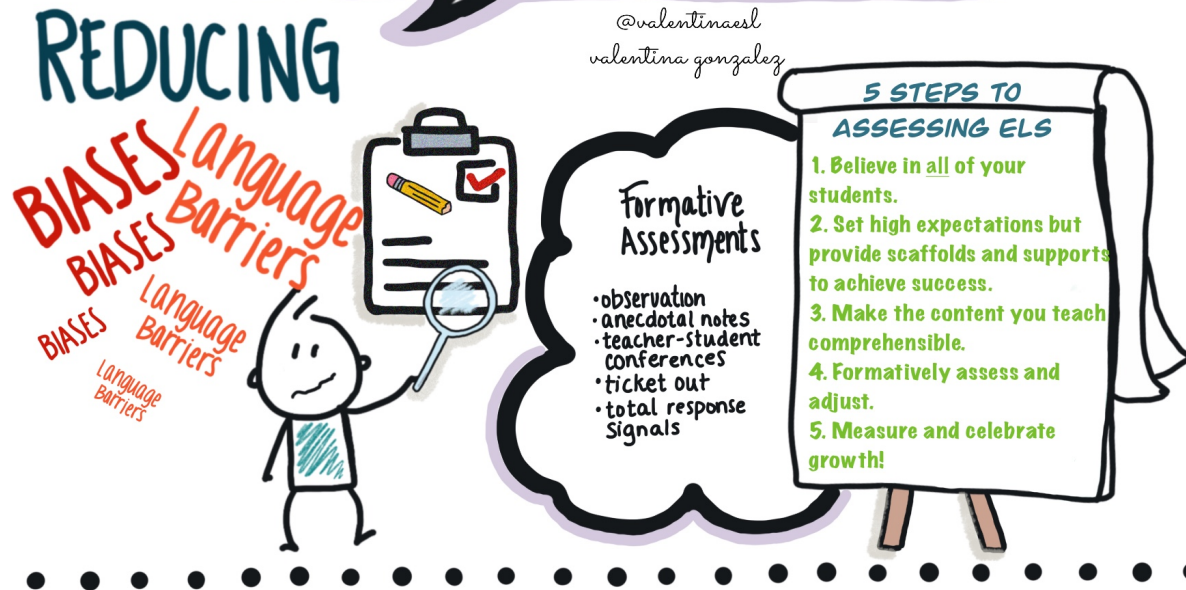 REDUCING
BIASES
Language
Barriers
BIASES
Language
Barriers
BIASES
Language
Barriers
@valentinaesl
valentina gonzalez
Formative
Assessments
•observation
•anecdotal notes
•teacher-student
conferences
•ticket out
•total response
Signals
5 STEPS TO
ASSESSING ELS
1. Believe in all of your
students.
2. Set high expectations but
provide scaffolds and supports
to achieve success.
3. Make the content you teach
comprehensible.
4. Formatively assess and
adjust.
5. Measure and celebrate
growth!